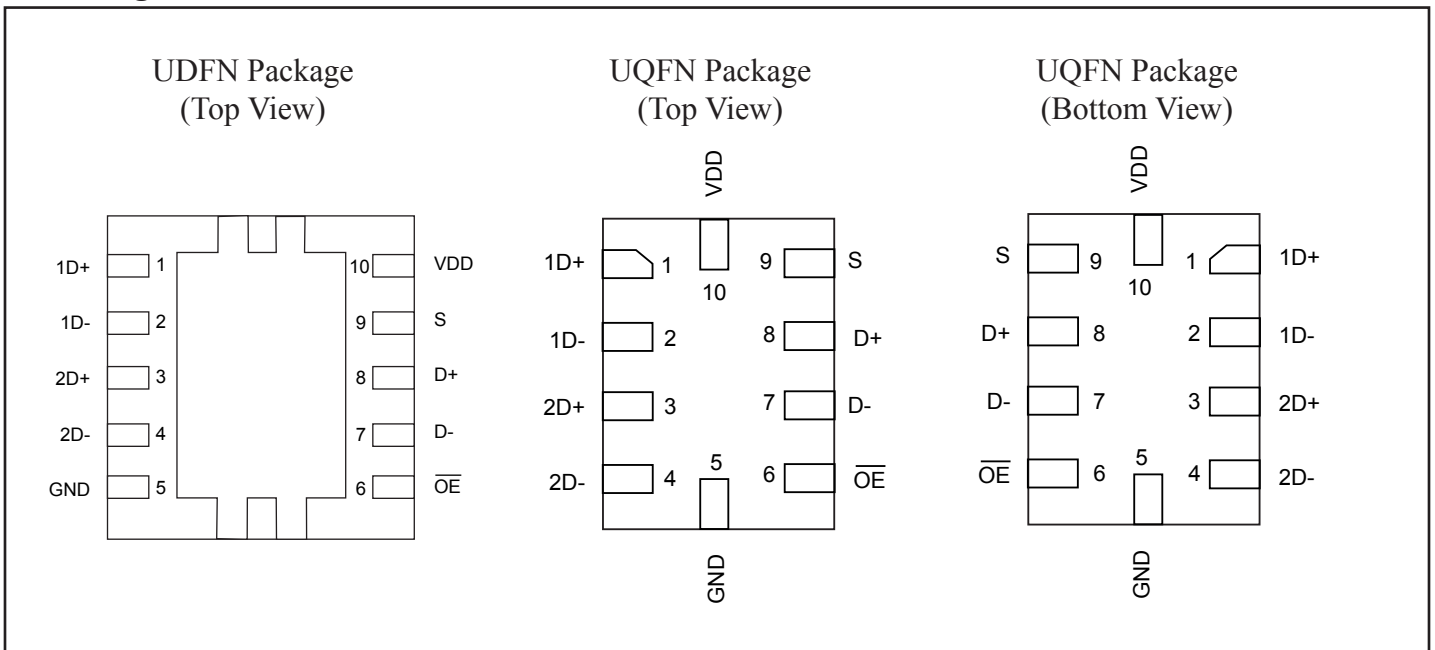 UDFN Package
(Top View)
1D+ 1
1D- 2
2D+ 3
2D- 4
GND 5
10 VDD
9 S
8 D+
7 D-
6 O̅E̅
UQFN Package
(Top View)
VDD
10
1D+ 1
1D- 2
2D+ 3
2D- 4
9 S
8 D+
7 D-
6 O̅E̅
5
GND
UQFN Package
(Bottom View)
VDD
10
S 9
D+ 8
D- 7
O̅E̅ 6
1 1D+
2 1D-
3 2D+
4 2D-
5
GND